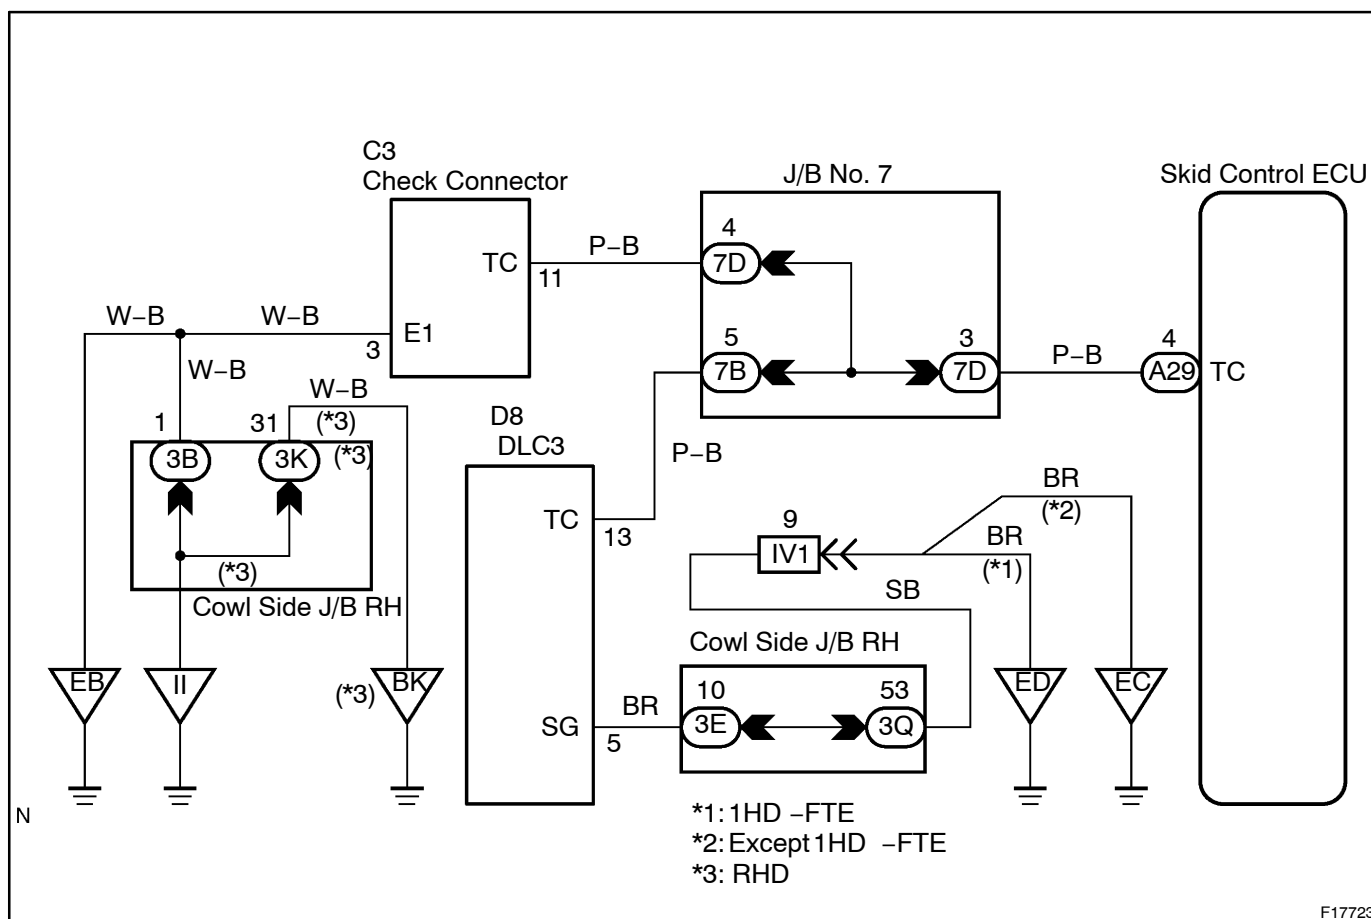 C3
Check Connector
J/B No. 7
Skid Control ECU
4
TC
P−B
7D
11
W−B
W−B
E1
3
5
3
4
P−B
7B
7D
A29
TC
W−B
W−B
1
31
(*3)
(*3)
D8
DLC3
3B
3K
P−B
BR
(*2)
TC
9
13
IV1
BR
(*1)
(*3)
SB
Cowl Side J/B RH
Cowl Side J/B RH
EB
II
(*3)
BK
10
53
ED
EC
BR
SG
3E
3Q
5
*1: 1HD −FTE
N
*2: Except 1HD −FTE
*3: RHD
F17723